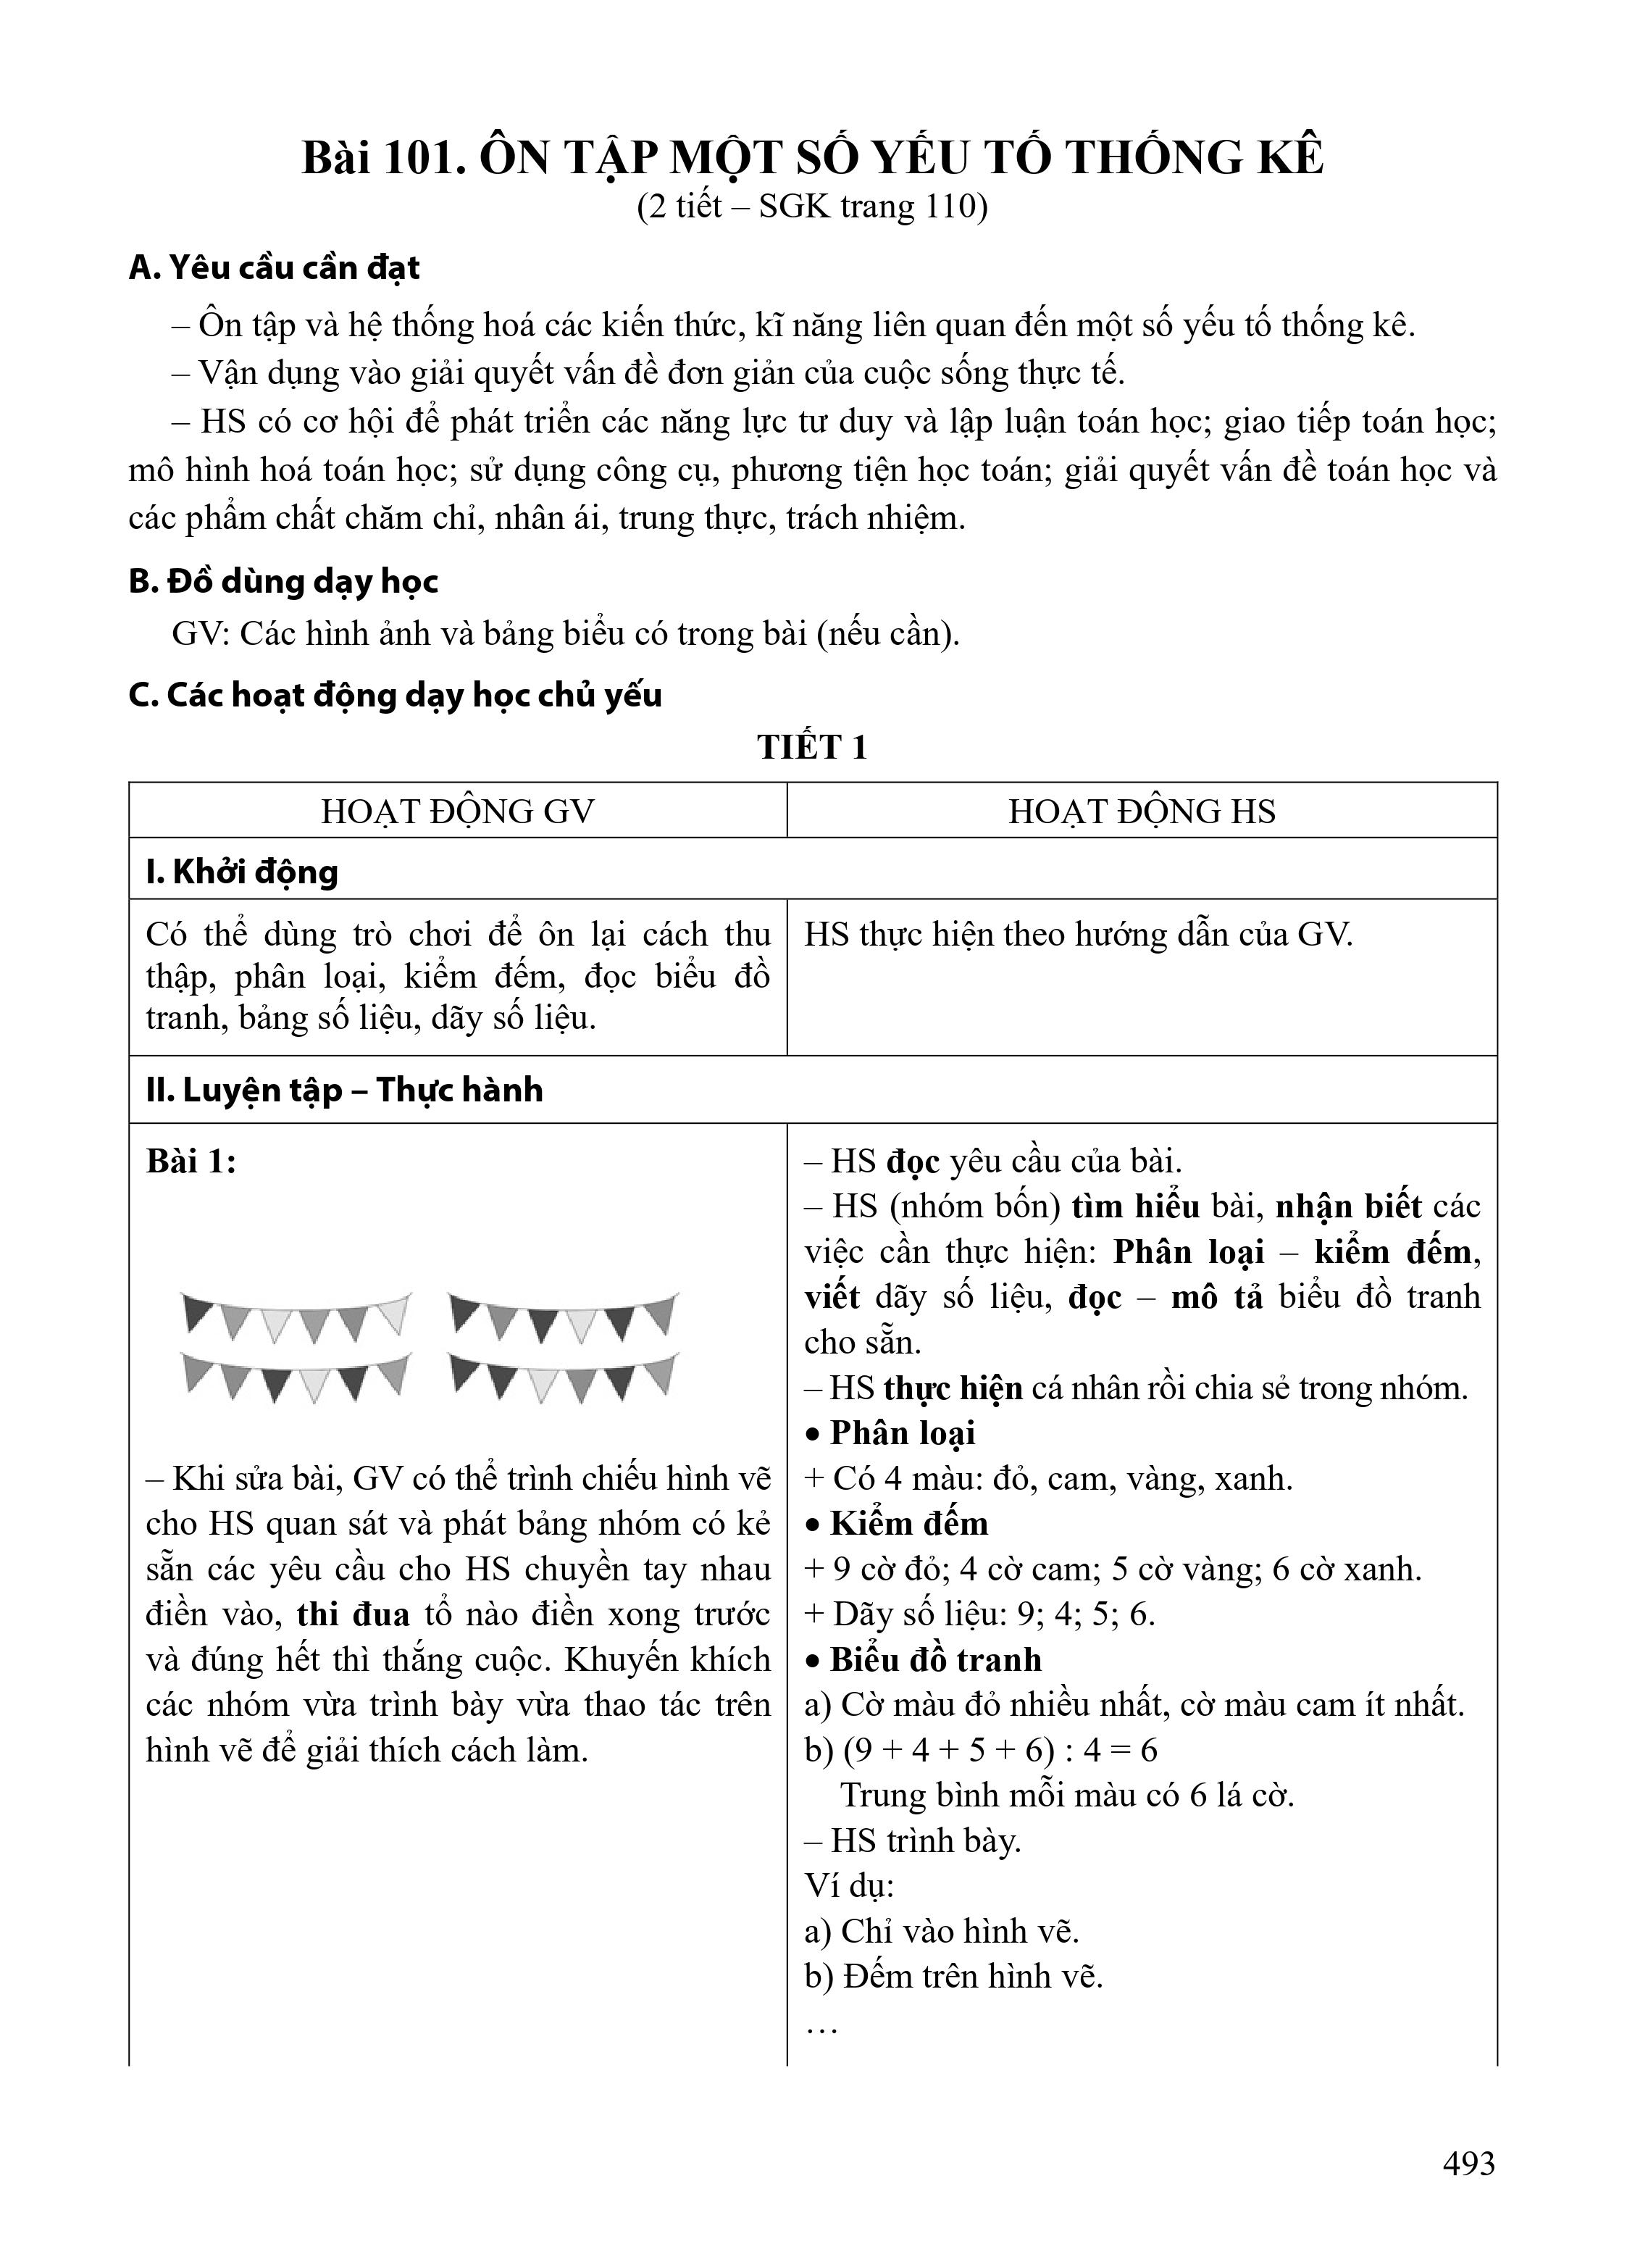 Bài 101. ÔN TẬP MỘT SỐ YẾU TỐ THỐNG KÊ
(2 tiết – SGK trang 110)
A. Yêu cầu cần đạt
– Ôn tập và hệ thống hoá các kiến thức, kĩ năng liên quan đến một số yếu tố thống kê.
– Vận dụng vào giải quyết vấn đề đơn giản của cuộc sống thực tế.
– HS có cơ hội để phát triển các năng lực tư duy và lập luận toán học; giao tiếp toán học;
mô hình hoá toán học; sử dụng công cụ, phương tiện học toán; giải quyết vấn đề toán học và
các phẩm chất chăm chỉ, nhân ái, trung thực, trách nhiệm.
B. Đồ dùng dạy học
GV: Các hình ảnh và bảng biểu có trong bài (nếu cần).
C. Các hoạt động dạy học chủ yếu
TIẾT 1
HOẠT ĐỘNG GV
HOẠT ĐỘNG HS
I. Khởi động
Có thể dùng trò chơi để ôn lại cách thu
thập, phân loại, kiểm đếm, đọc biểu đồ
tranh, bảng số liệu, dãy số liệu.
HS thực hiện theo hướng dẫn của GV.
II. Luyện tập – Thực hành
Bài 1:
– Khi sửa bài, GV có thể trình chiếu hình vẽ
cho HS quan sát và phát bảng nhóm có kẻ
sẵn các yêu cầu cho HS chuyền tay nhau
điền vào, thi đua tổ nào điền xong trước
và đúng hết thì thắng cuộc. Khuyến khích
các nhóm vừa trình bày vừa thao tác trên
hình vẽ để giải thích cách làm.
– HS đọc yêu cầu của bài.
– HS (nhóm bốn) tìm hiểu bài, nhận biết các
việc cần thực hiện: Phân loại – kiểm đếm,
viết dãy số liệu, đọc – mô tả biểu đồ tranh
cho sẵn.
– HS thực hiện cá nhân rồi chia sẻ trong nhóm.
• Phân loại
+ Có 4 màu: đỏ, cam, vàng, xanh.
• Kiểm đếm
+ 9 cờ đỏ; 4 cờ cam; 5 cờ vàng; 6 cờ xanh.
+ Dãy số liệu: 9; 4; 5; 6.
• Biểu đồ tranh
a) Cờ màu đỏ nhiều nhất, cờ màu cam ít nhất.
b) (9 + 4 + 5 + 6) : 4 = 6
Trung bình mỗi màu có 6 lá cờ.
– HS trình bày.
Ví dụ:
a) Chỉ vào hình vẽ.
b) Đếm trên hình vẽ.
…
493